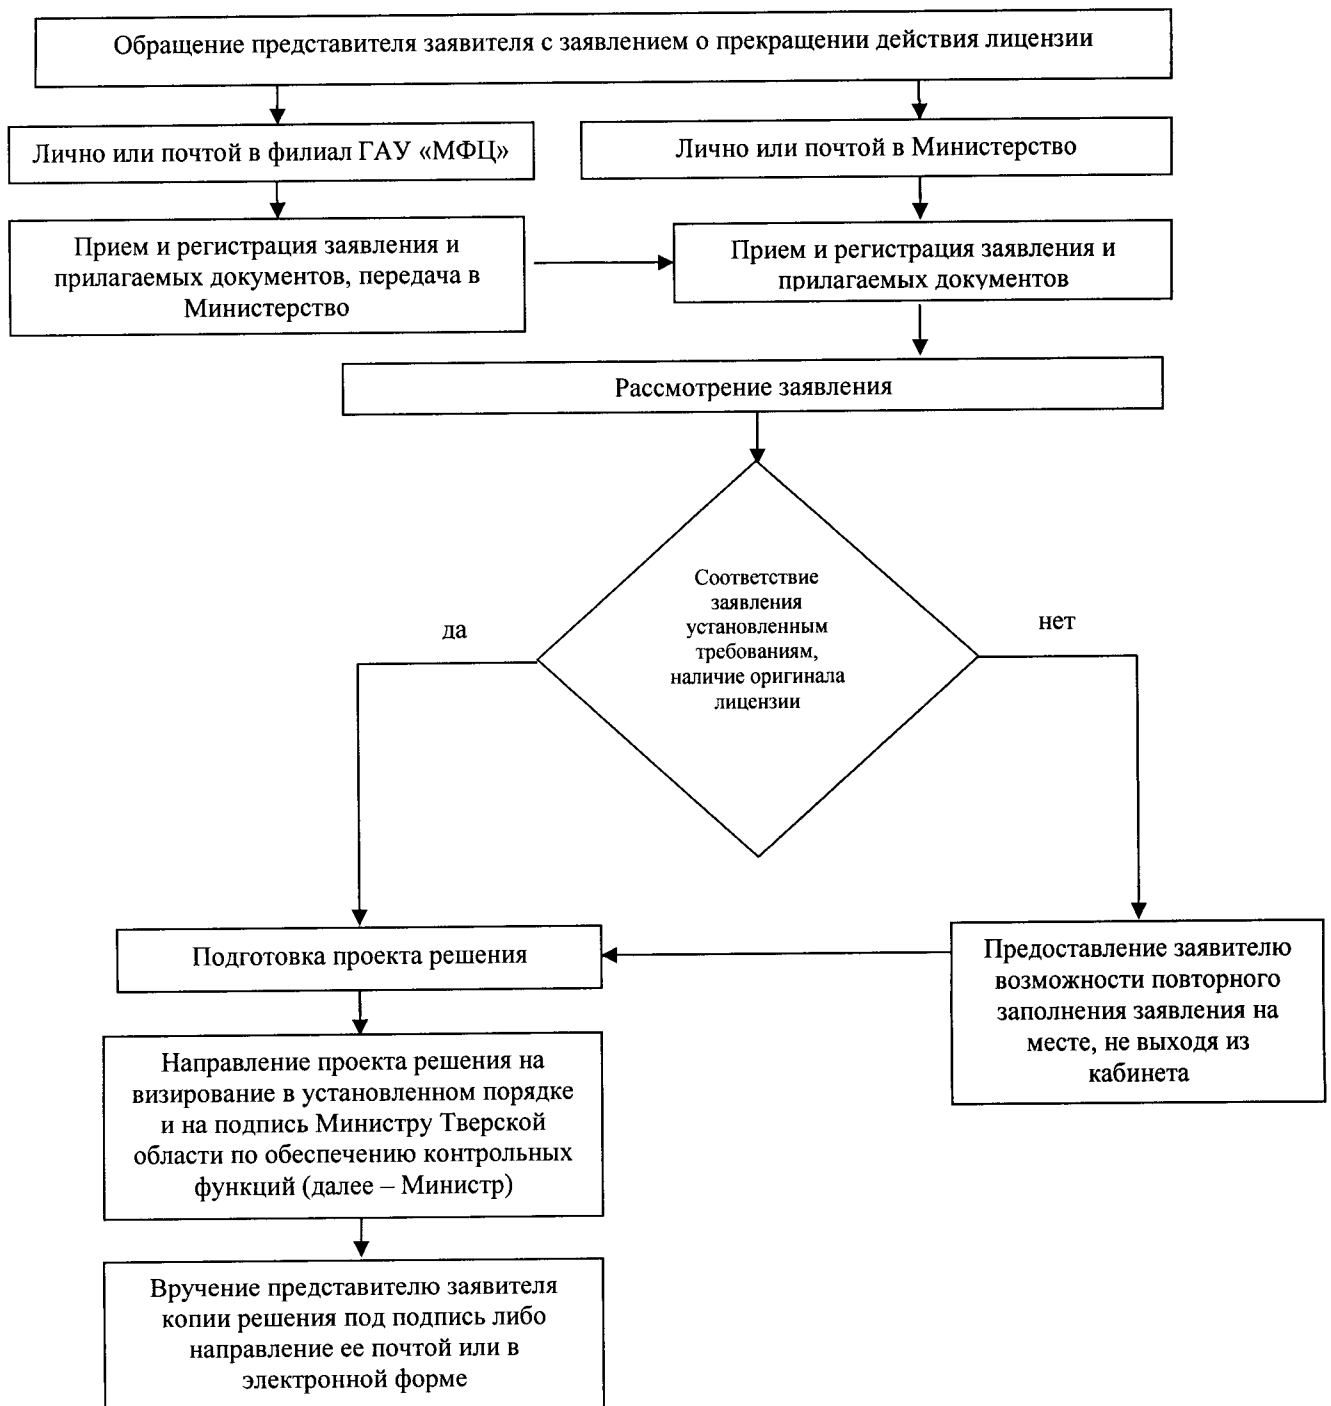 Обращение представителя заявителя с заявлением о прекращении действия лицензии
Лично или почтой в филиал ГАУ «МФЦ»
Лично или почтой в Министерство
Прием и регистрация заявления и
прилагаемых документов, передача в
Министерство
Прием и регистрация заявления и
прилагаемых документов
Рассмотрение заявления
Соответствие
заявления
установленным
требованиям,
наличие оригинала
лицензии
да
нет
Подготовка проекта решения
Предоставление заявителю
возможности повторного
заполнения заявления на
месте, не выходя из
кабинета
Направление проекта решения на
визирование в установленном порядке
и на подпись Министру Тверской
области по обеспечению контрольных
функций (далее – Министр)
Вручение представителю заявителя
копии решения под подпись либо
направление ее почтой или в
электронной форме